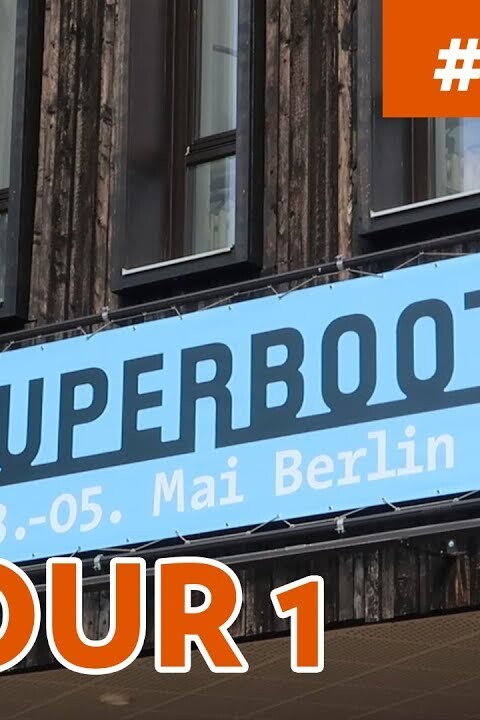 #
UPERBOOT
3.-05. Mai Berlin
OUR 1